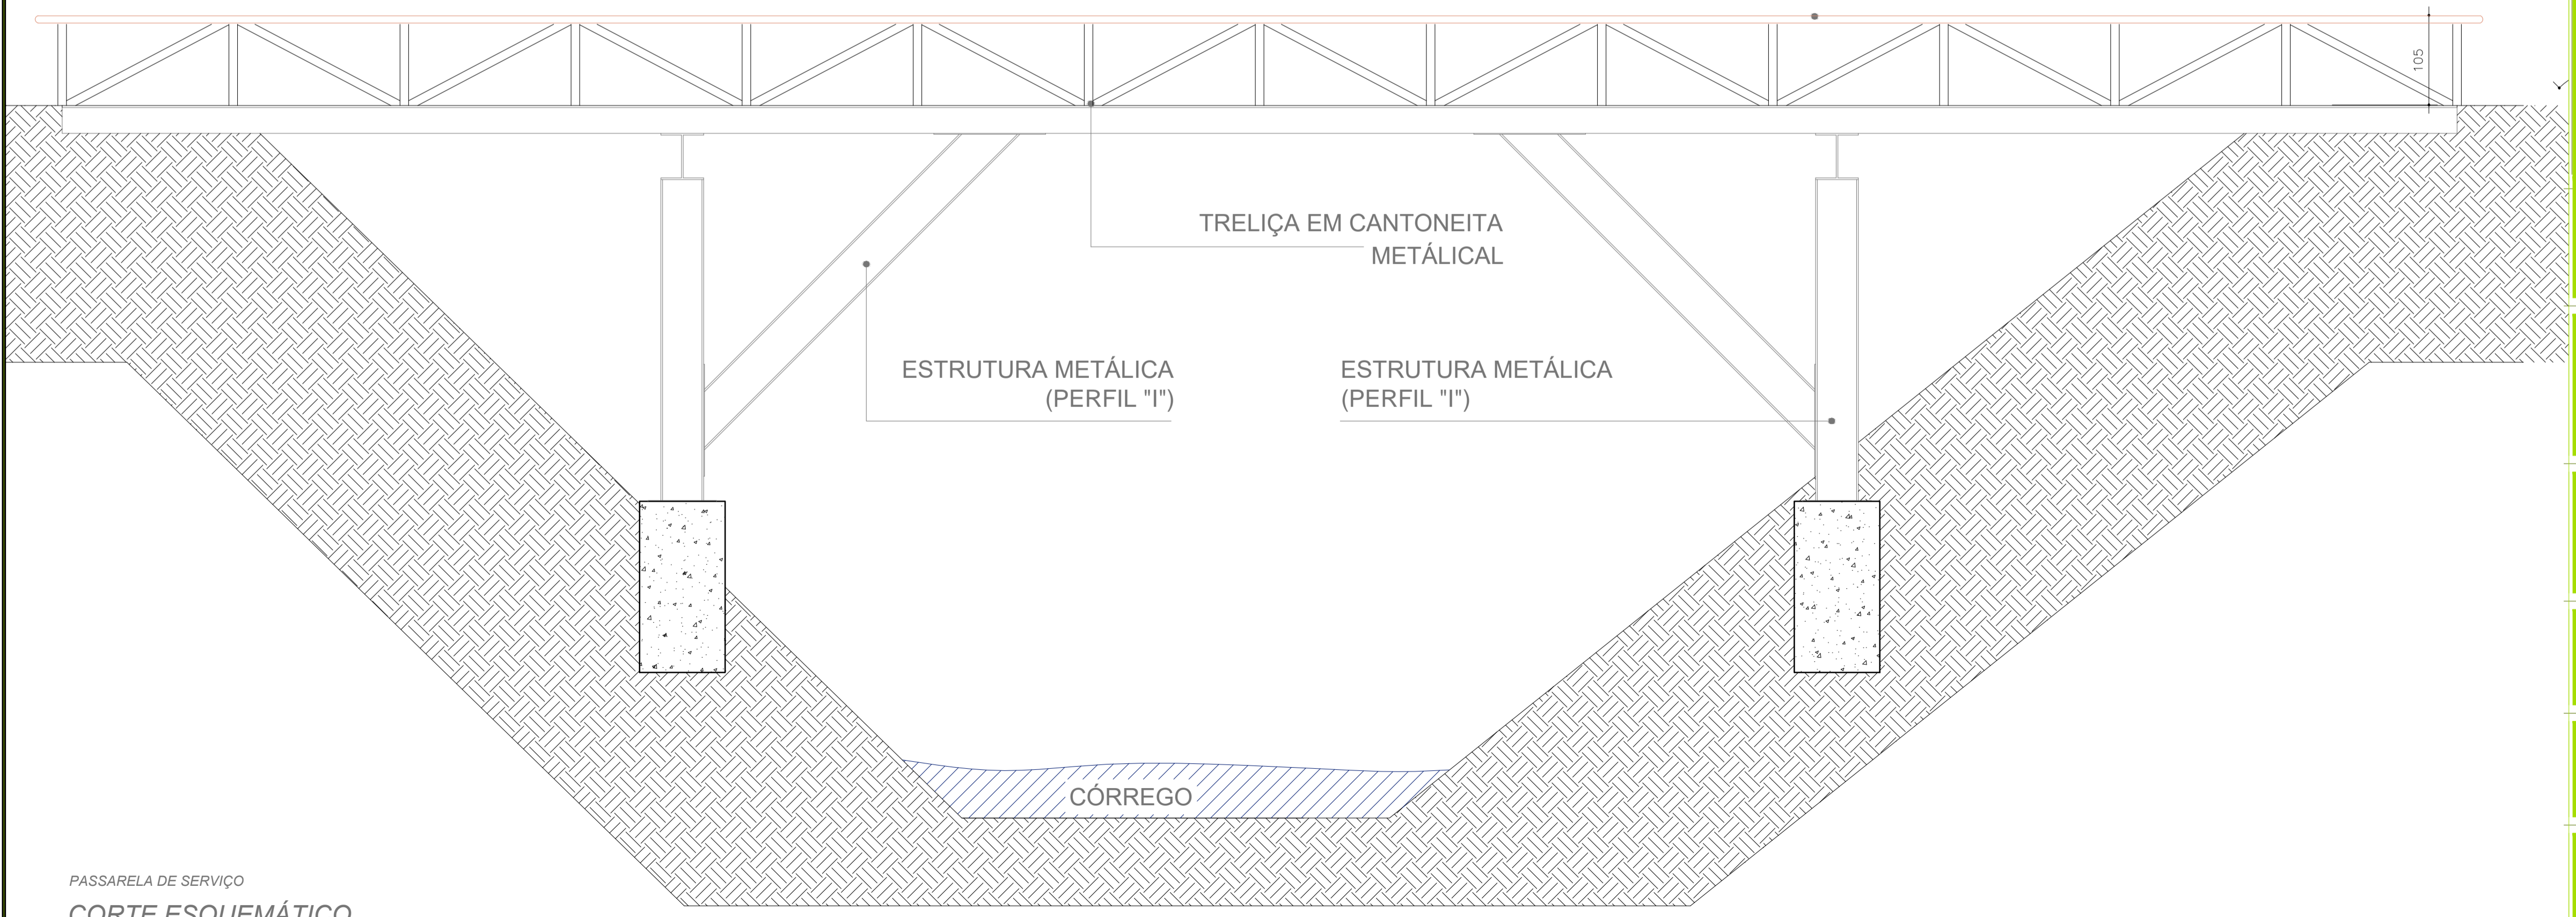 105
TRELIÇA EM CANTONEITA
METÁLICAL
ESTRUTURA METÁLICA
(PERFIL "I")
ESTRUTURA METÁLICA
(PERFIL "I")
CÓRREGO
PASSARELA DE SERVIÇO
CORTE ESQUEMÁTICO